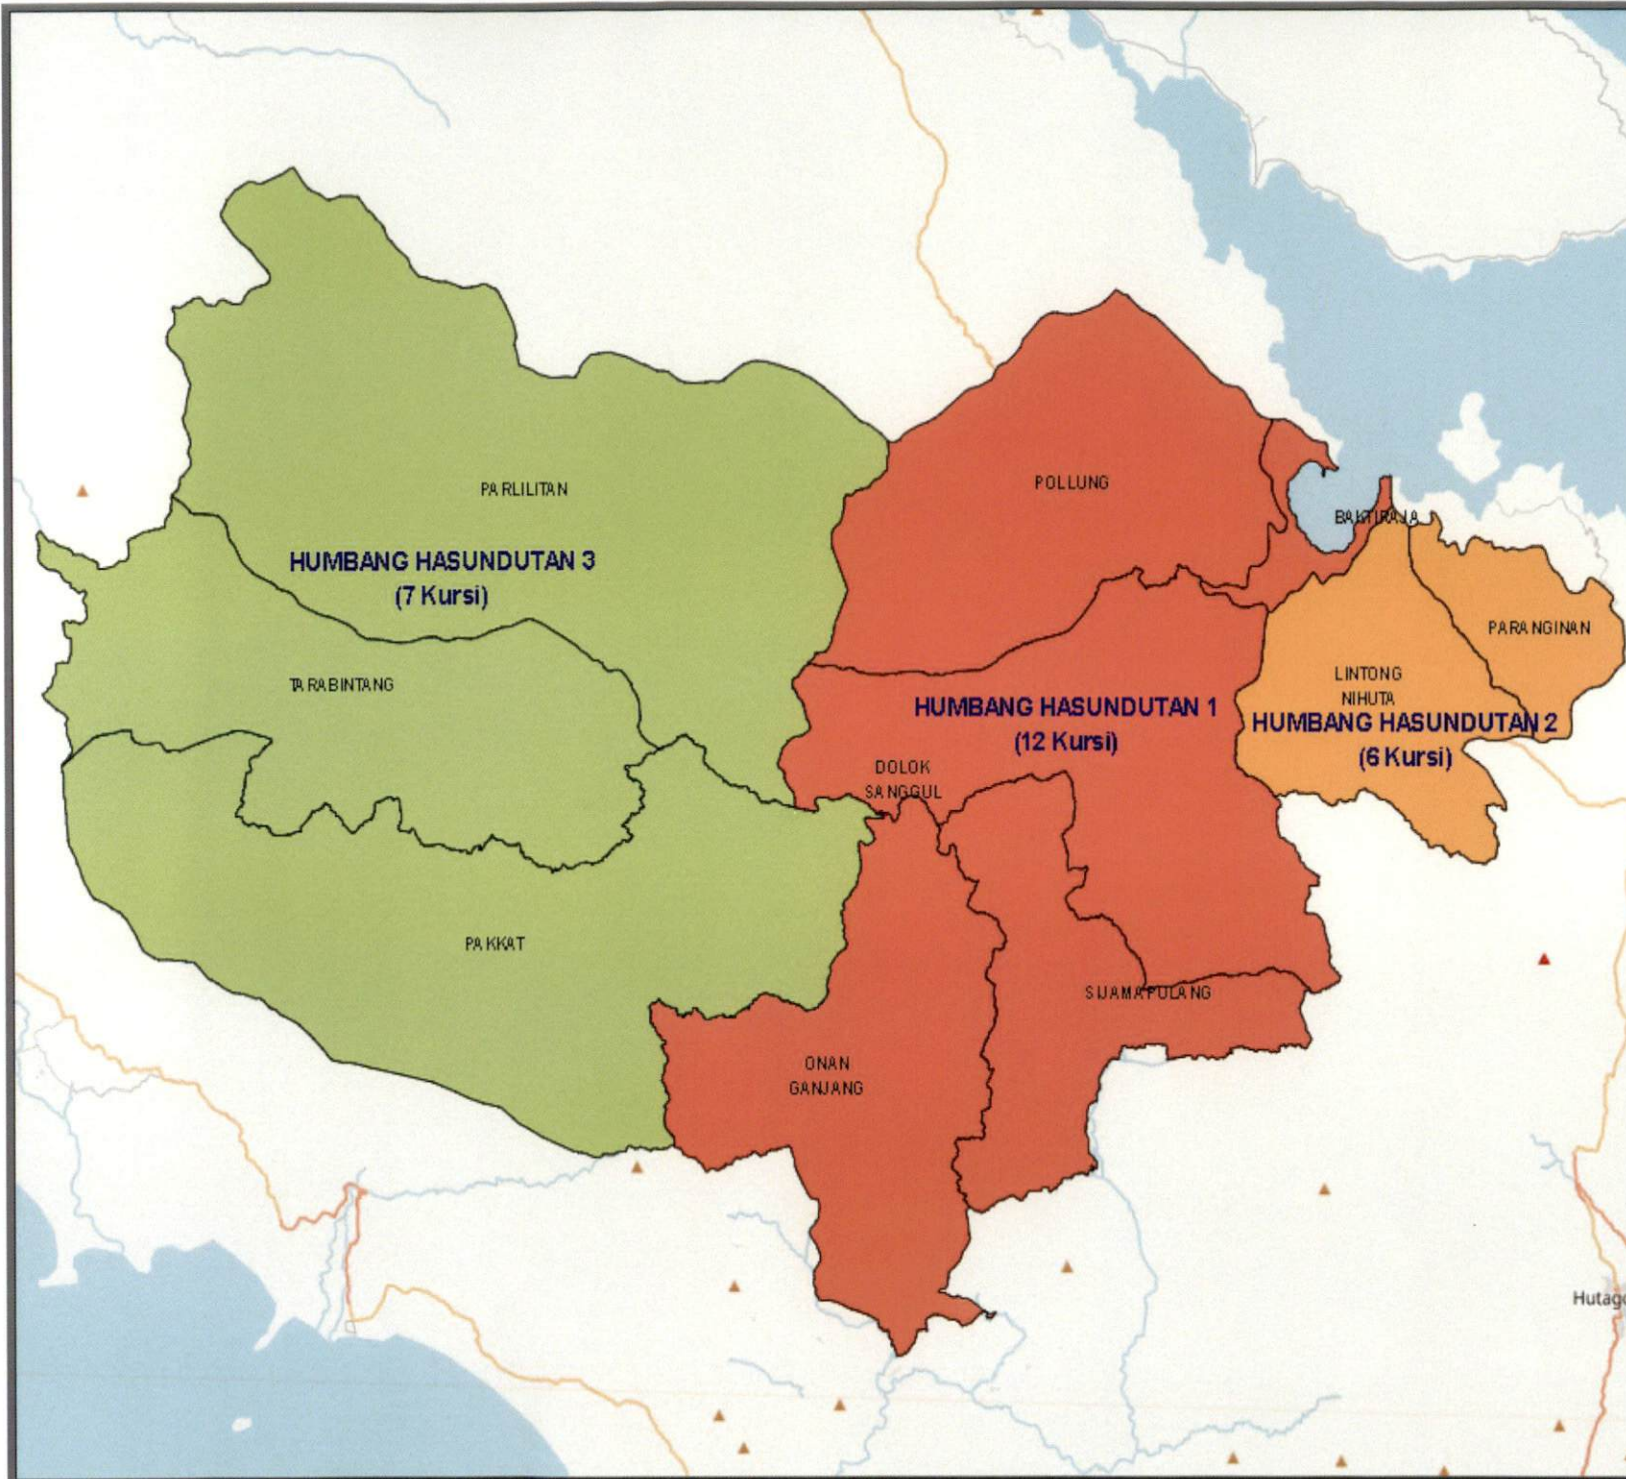 POLLUNG
PARLILITAN
BAKTIRAJA
HUMBANG HASUNDUTAN 3
(7 Kursi)
PARANGINAN
LINTONG
NIHUTA
TARABINTANG
HUMBANG HASUNDUTAN 1
(12 Kursi)
HUMBANG HASUNDUTAN 2
(6 Kursi)
DOLOK
SANGGUL
PAKKAT
SIJAMAPULANG
ONAN
GANJANG